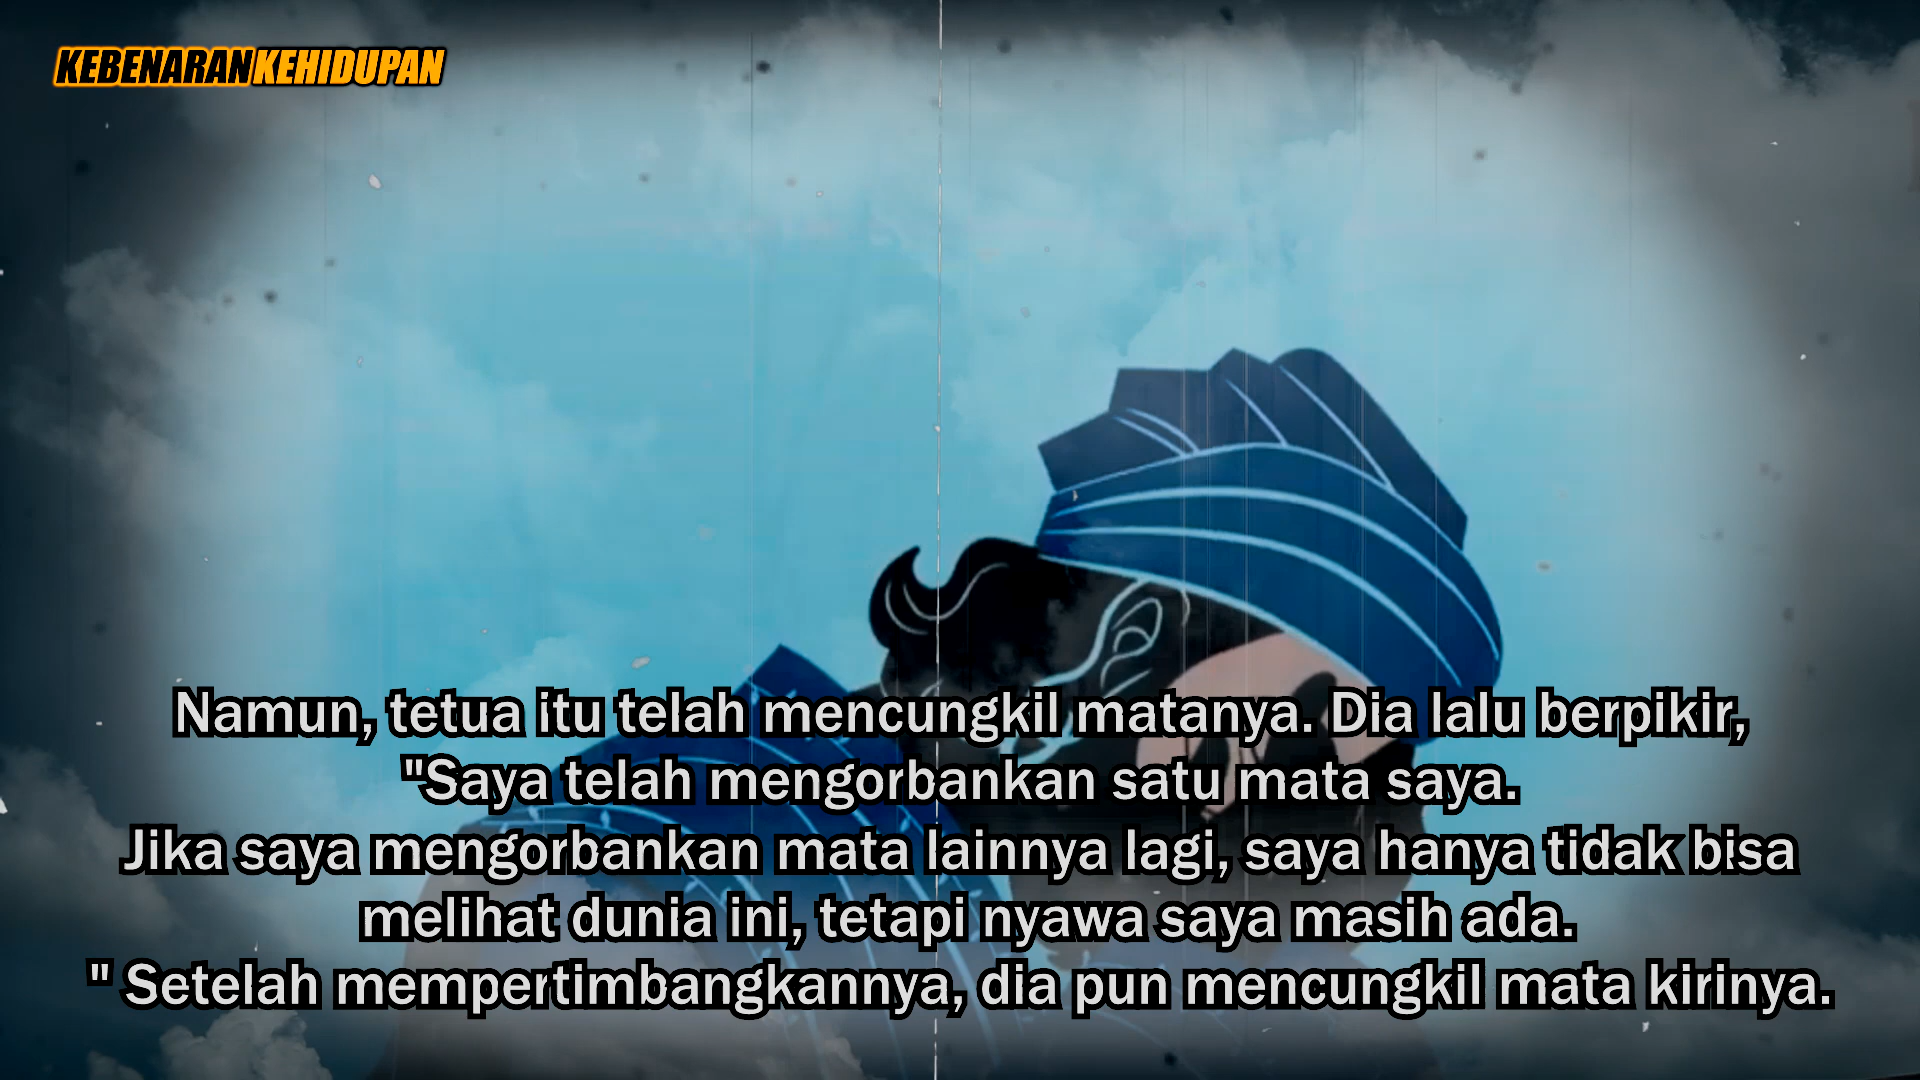 KEBENARANKEHIDUPAN
Namun, tetua itu telah mencungkil matanya. Dia lalu berpikir,
"Saya telah mengorbankan satu mata saya.
Jika saya mengorbankan mata lainnya lagi, saya hanya tidak bisa
melihat dunia ini, tetapi nyawa saya masih ada.
" Setelah mempertimbangkannya, dia pun mencungkil mata kirinya.